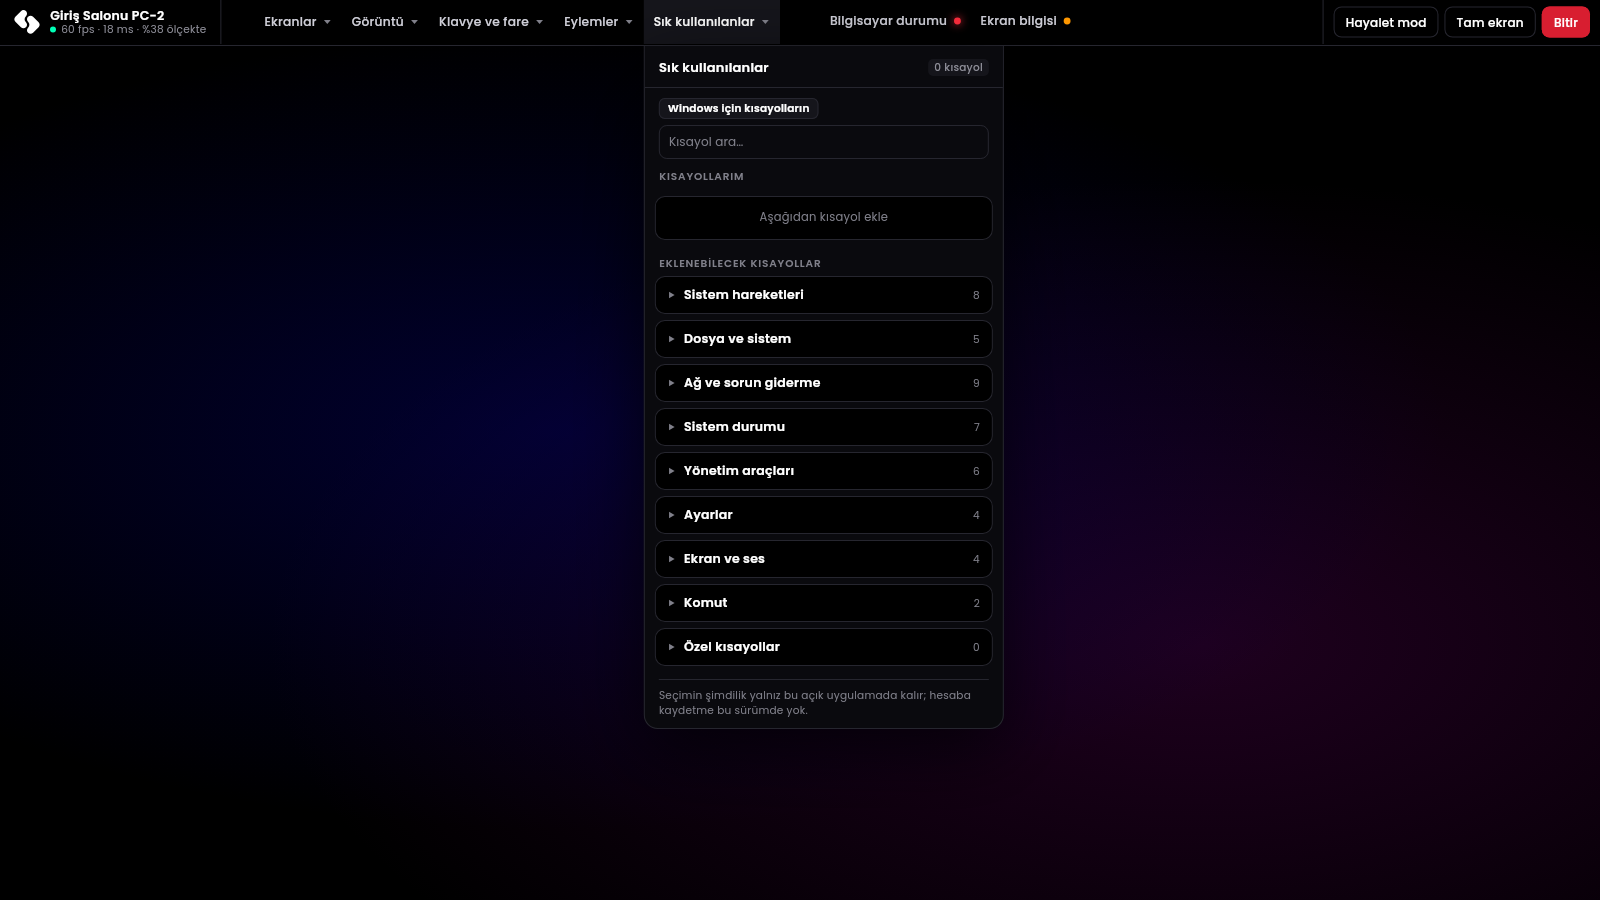 Giriş Salonu PC-2
60 fps · 18 ms · %38 ölçekte
Ekranlar
Görüntü
Klavye ve fare
Eylemler
Sık kullanılanlar
Bilgisayar durumu
Ekran bilgisi
Hayalet mod
Tam ekran
Bitir
Sık kullanılanlar
0 kısayol
Windows için kısayolların
Kısayol ara…
KISAYOLLARIM
Aşağıdan kısayol ekle
EKLENEBİLECEK KISAYOLLAR
Sistem hareketleri 8
Dosya ve sistem 5
Ağ ve sorun giderme 9
Sistem durumu 7
Yönetim araçları 6
Ayarlar 4
Ekran ve ses 4
Komut 2
Özel kısayollar 0
Seçimin şimdilik yalnız bu açık uygulamada kalır; hesaba
kaydetme bu sürümde yok.